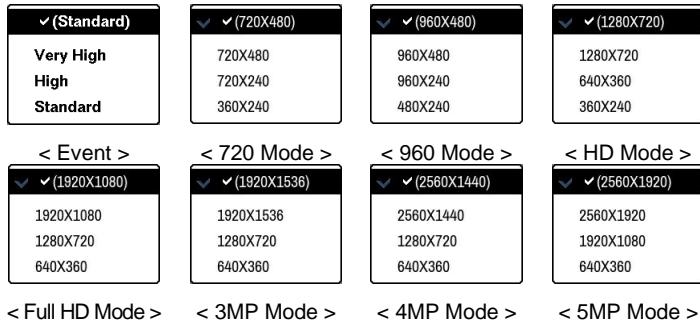 ✓(Standard)
Very High
High
Standard
< Event >
✓(720X480)
720X480
720X240
360X240
< 720 Mode >
✓(960X480)
960X480
960X240
480X240
< 960 Mode >
✓(1280X720)
1280X720
640X360
360X240
< HD Mode >
✓(1920X1080)
1920X1080
1280X720
640X360
< Full HD Mode >
✓(1920X1536)
1920X1536
1280X720
640X360
< 3MP Mode >
✓(2560X1440)
2560X1440
1280X720
640X360
< 4MP Mode >
✓(2560X1920)
2560X1920
1920X1080
640X360
< 5MP Mode >